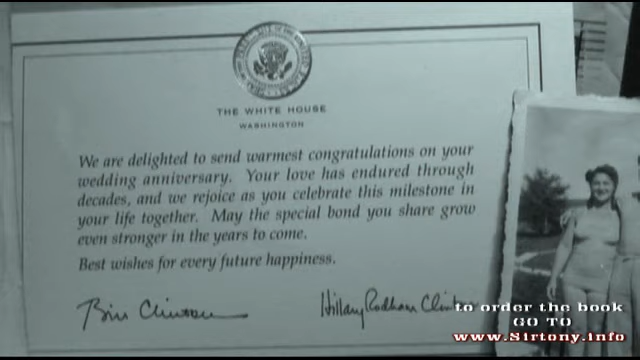 THE WHITE HOUSE
WASHINGTON
We are delighted to send warmest congratulations on your
wedding anniversary. Your love has endured through
decades, and we rejoice as you celebrate this milestone in
your life together. May the special bond you share grow
even stronger in the years to come.
Best wishes for every future happiness.
Bill Clinton
Hillary Rodham Clinton
to order the book
GO TO
www.Sirtony.info